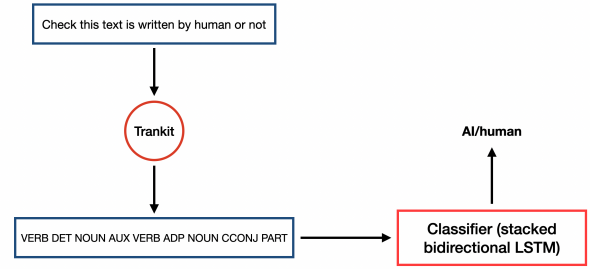 Check this text is written by human or not
Trankit
AI/human
VERB DET NOUN AUX VERB ADP NOUN CCONJ PART
Classifier (stacked
bidirectional LSTM)